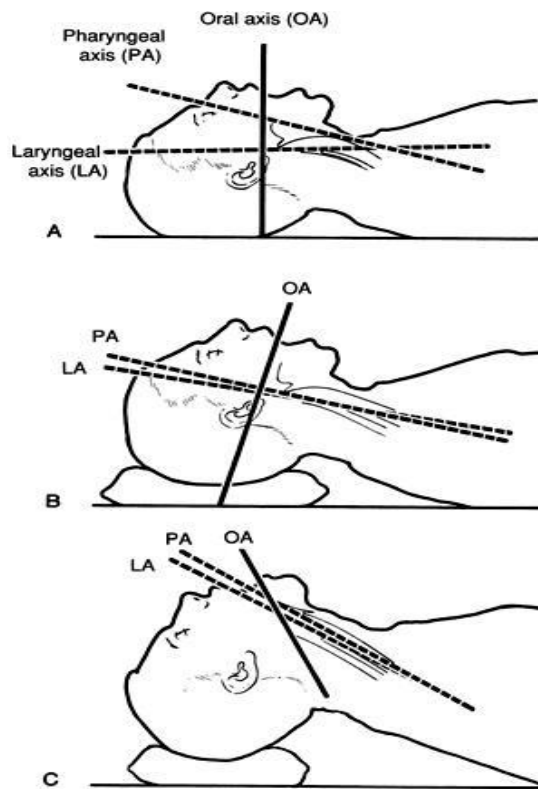 Oral axis (OA)
Pharyngeal
axis (PA)
Laryngeal
axis (LA)
A
OA
PA
LA
B
PA OA
LA
C